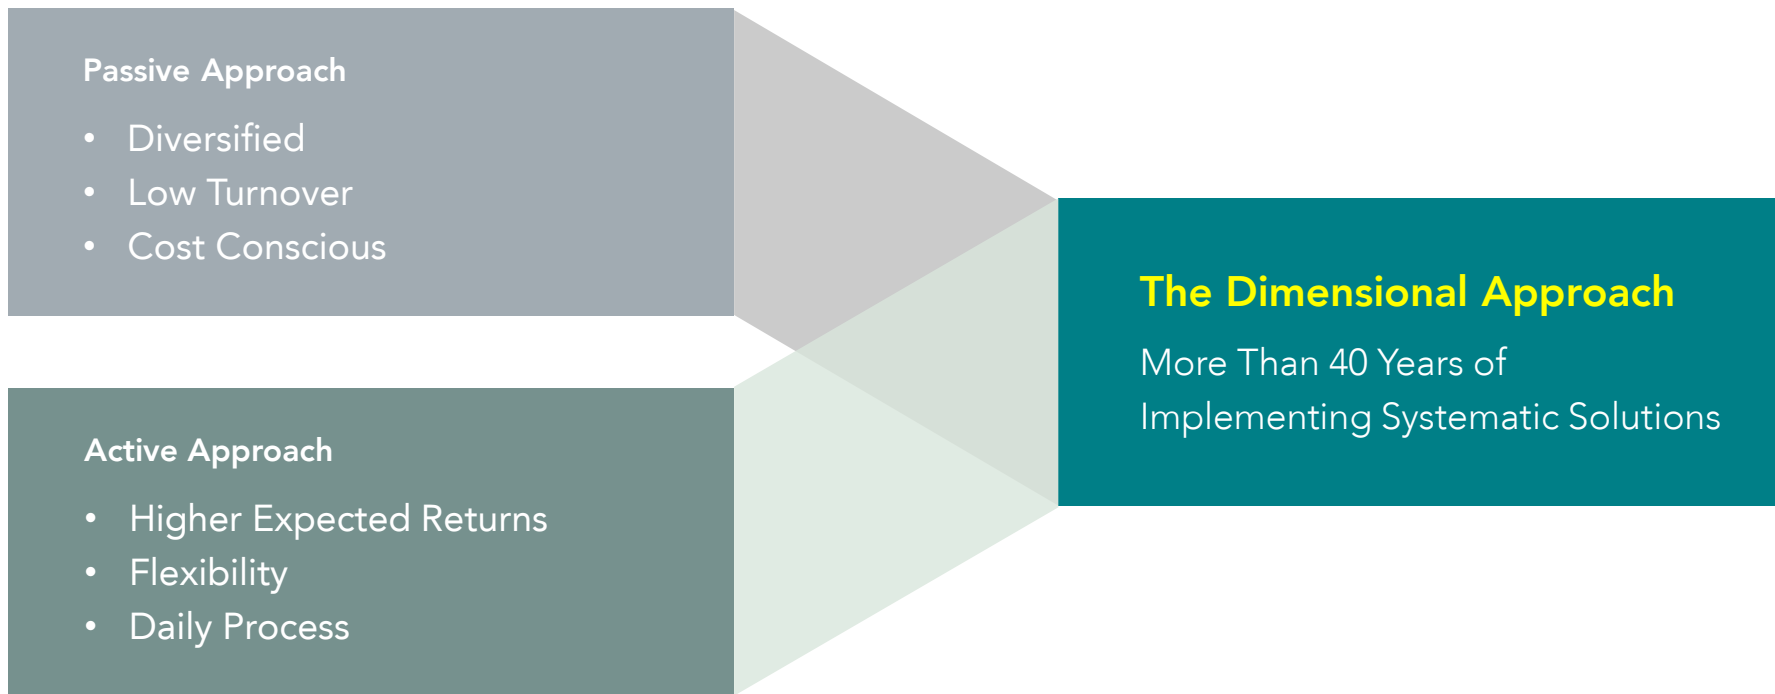 Passive Approach
• Diversified
• Low Turnover
• Cost Conscious
Active Approach
• Higher Expected Returns
• Flexibility
• Daily Process
The Dimensional Approach
More Than 40 Years of
Implementing Systematic Solutions